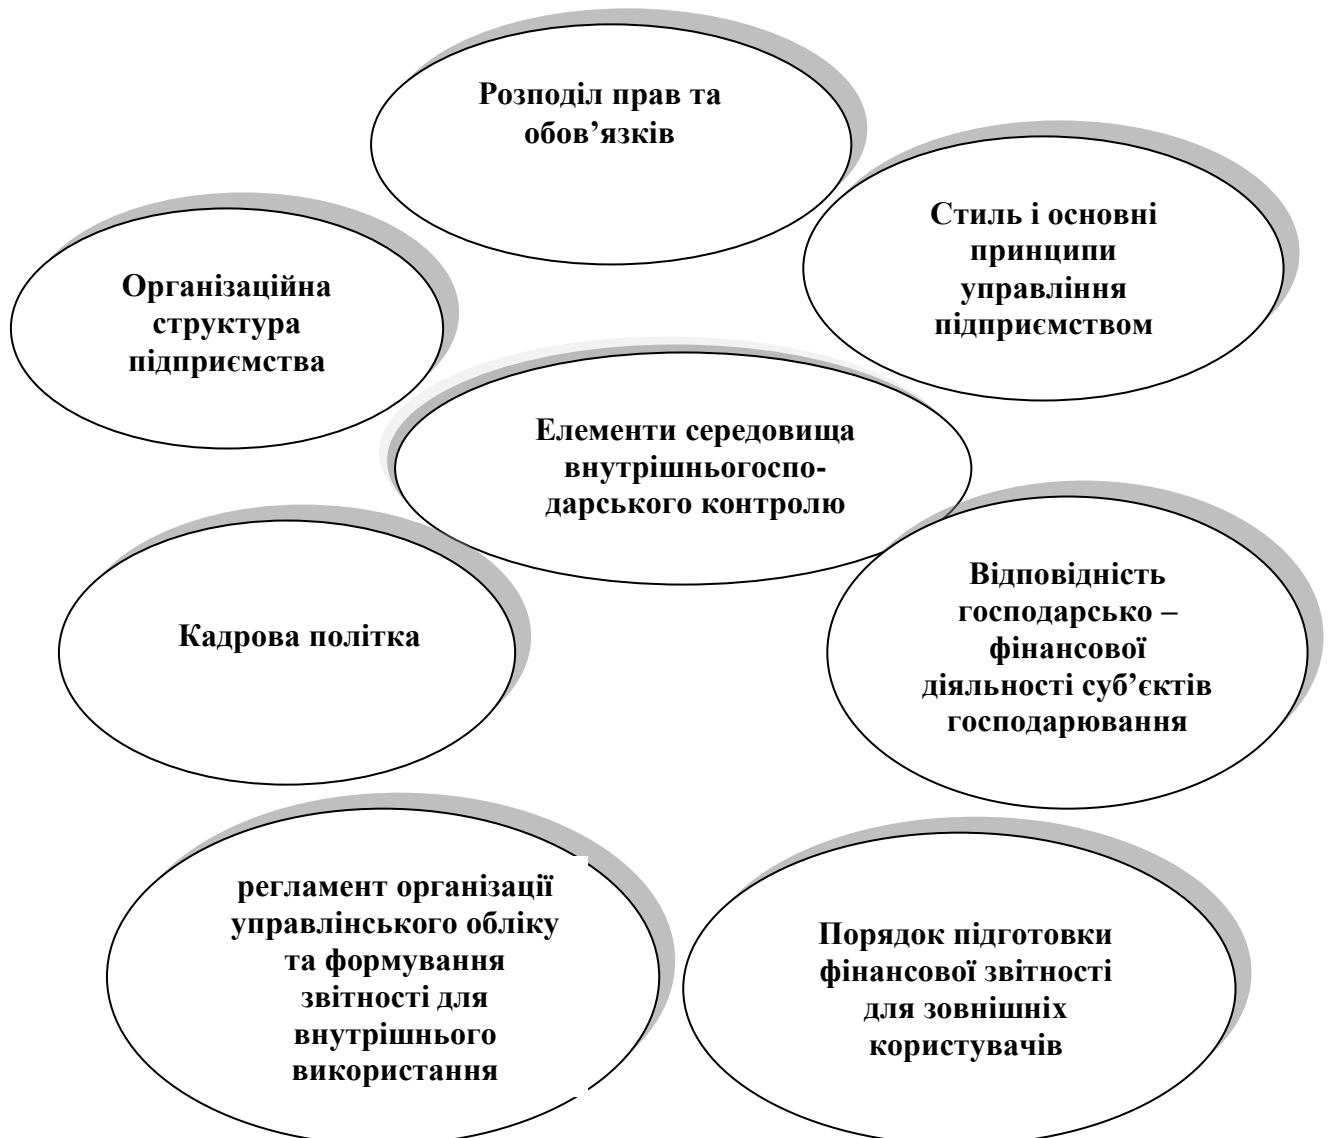 Розподіл прав та
обов’язків
Стиль і основні
принципи
управління
підприємством
Організаційна
структура
підприємства
Елементи середовища
внутрішньогоспо-
дарського контролю
Відповідність
господарсько –
фінансової
діяльності суб’єктів
господарювання
Кадрова політка
регламент організації
управлінського обліку
та формування
звітності для
внутрішнього
використання
Порядок підготовки
фінансової звітності
для зовнішніх
користувачів